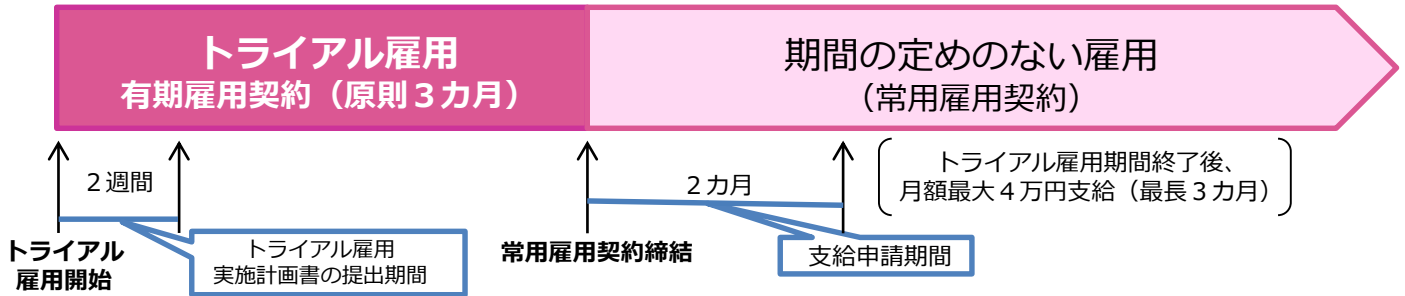 トライアル雇用
有期雇用契約（原則３カ月）
期間の定めのない雇用
（常用雇用契約）
２週間
２カ月
トライアル雇用期間終了後、
月額最大４万円支給（最長３カ月）
トライアル
雇用開始
トライアル雇用
実施計画書の提出期間
常用雇用契約締結
支給申請期間